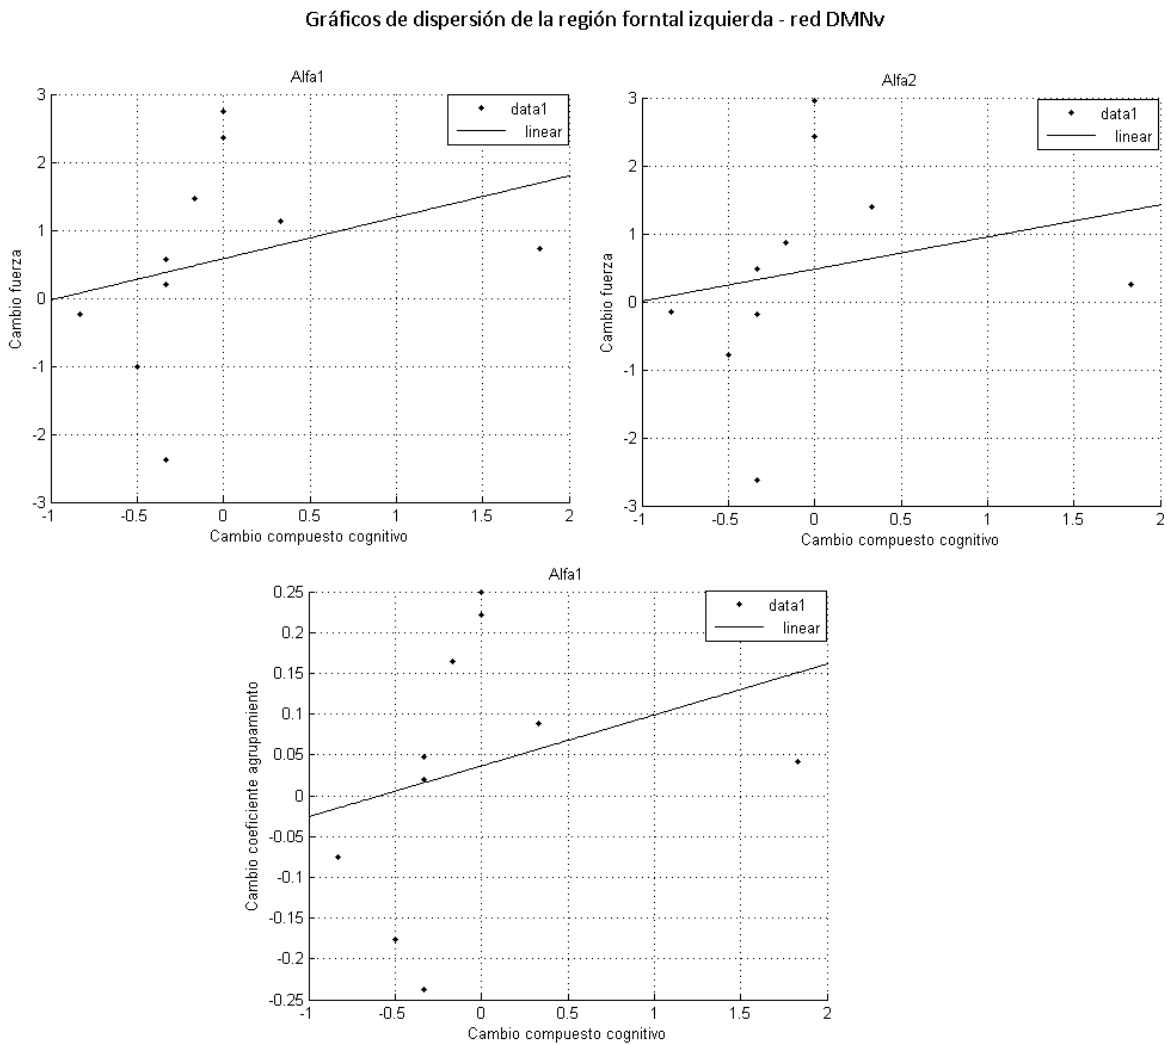 Gráficos de dispersión de la región forntal izquierda - red DMNv
Alfa1
data1
linear
3
2
1
0
-1
-2
-3
Cambio fuerza
-1
-0.5
0
0.5
1
1.5
2
Cambio compuesto cognitivo
Alfa2
data1
linear
3
2
1
0
-1
-2
-3
Cambio fuerza
-1
-0.5
0
0.5
1
1.5
2
Cambio compuesto cognitivo
Alfa1
data1
linear
0.25
0.2
0.15
0.1
0.05
0
-0.05
-0.1
-0.15
-0.2
-0.25
Cambio coeficiente agrupamiento
-1
-0.5
0
0.5
1
1.5
2
Cambio compuesto cognitivo